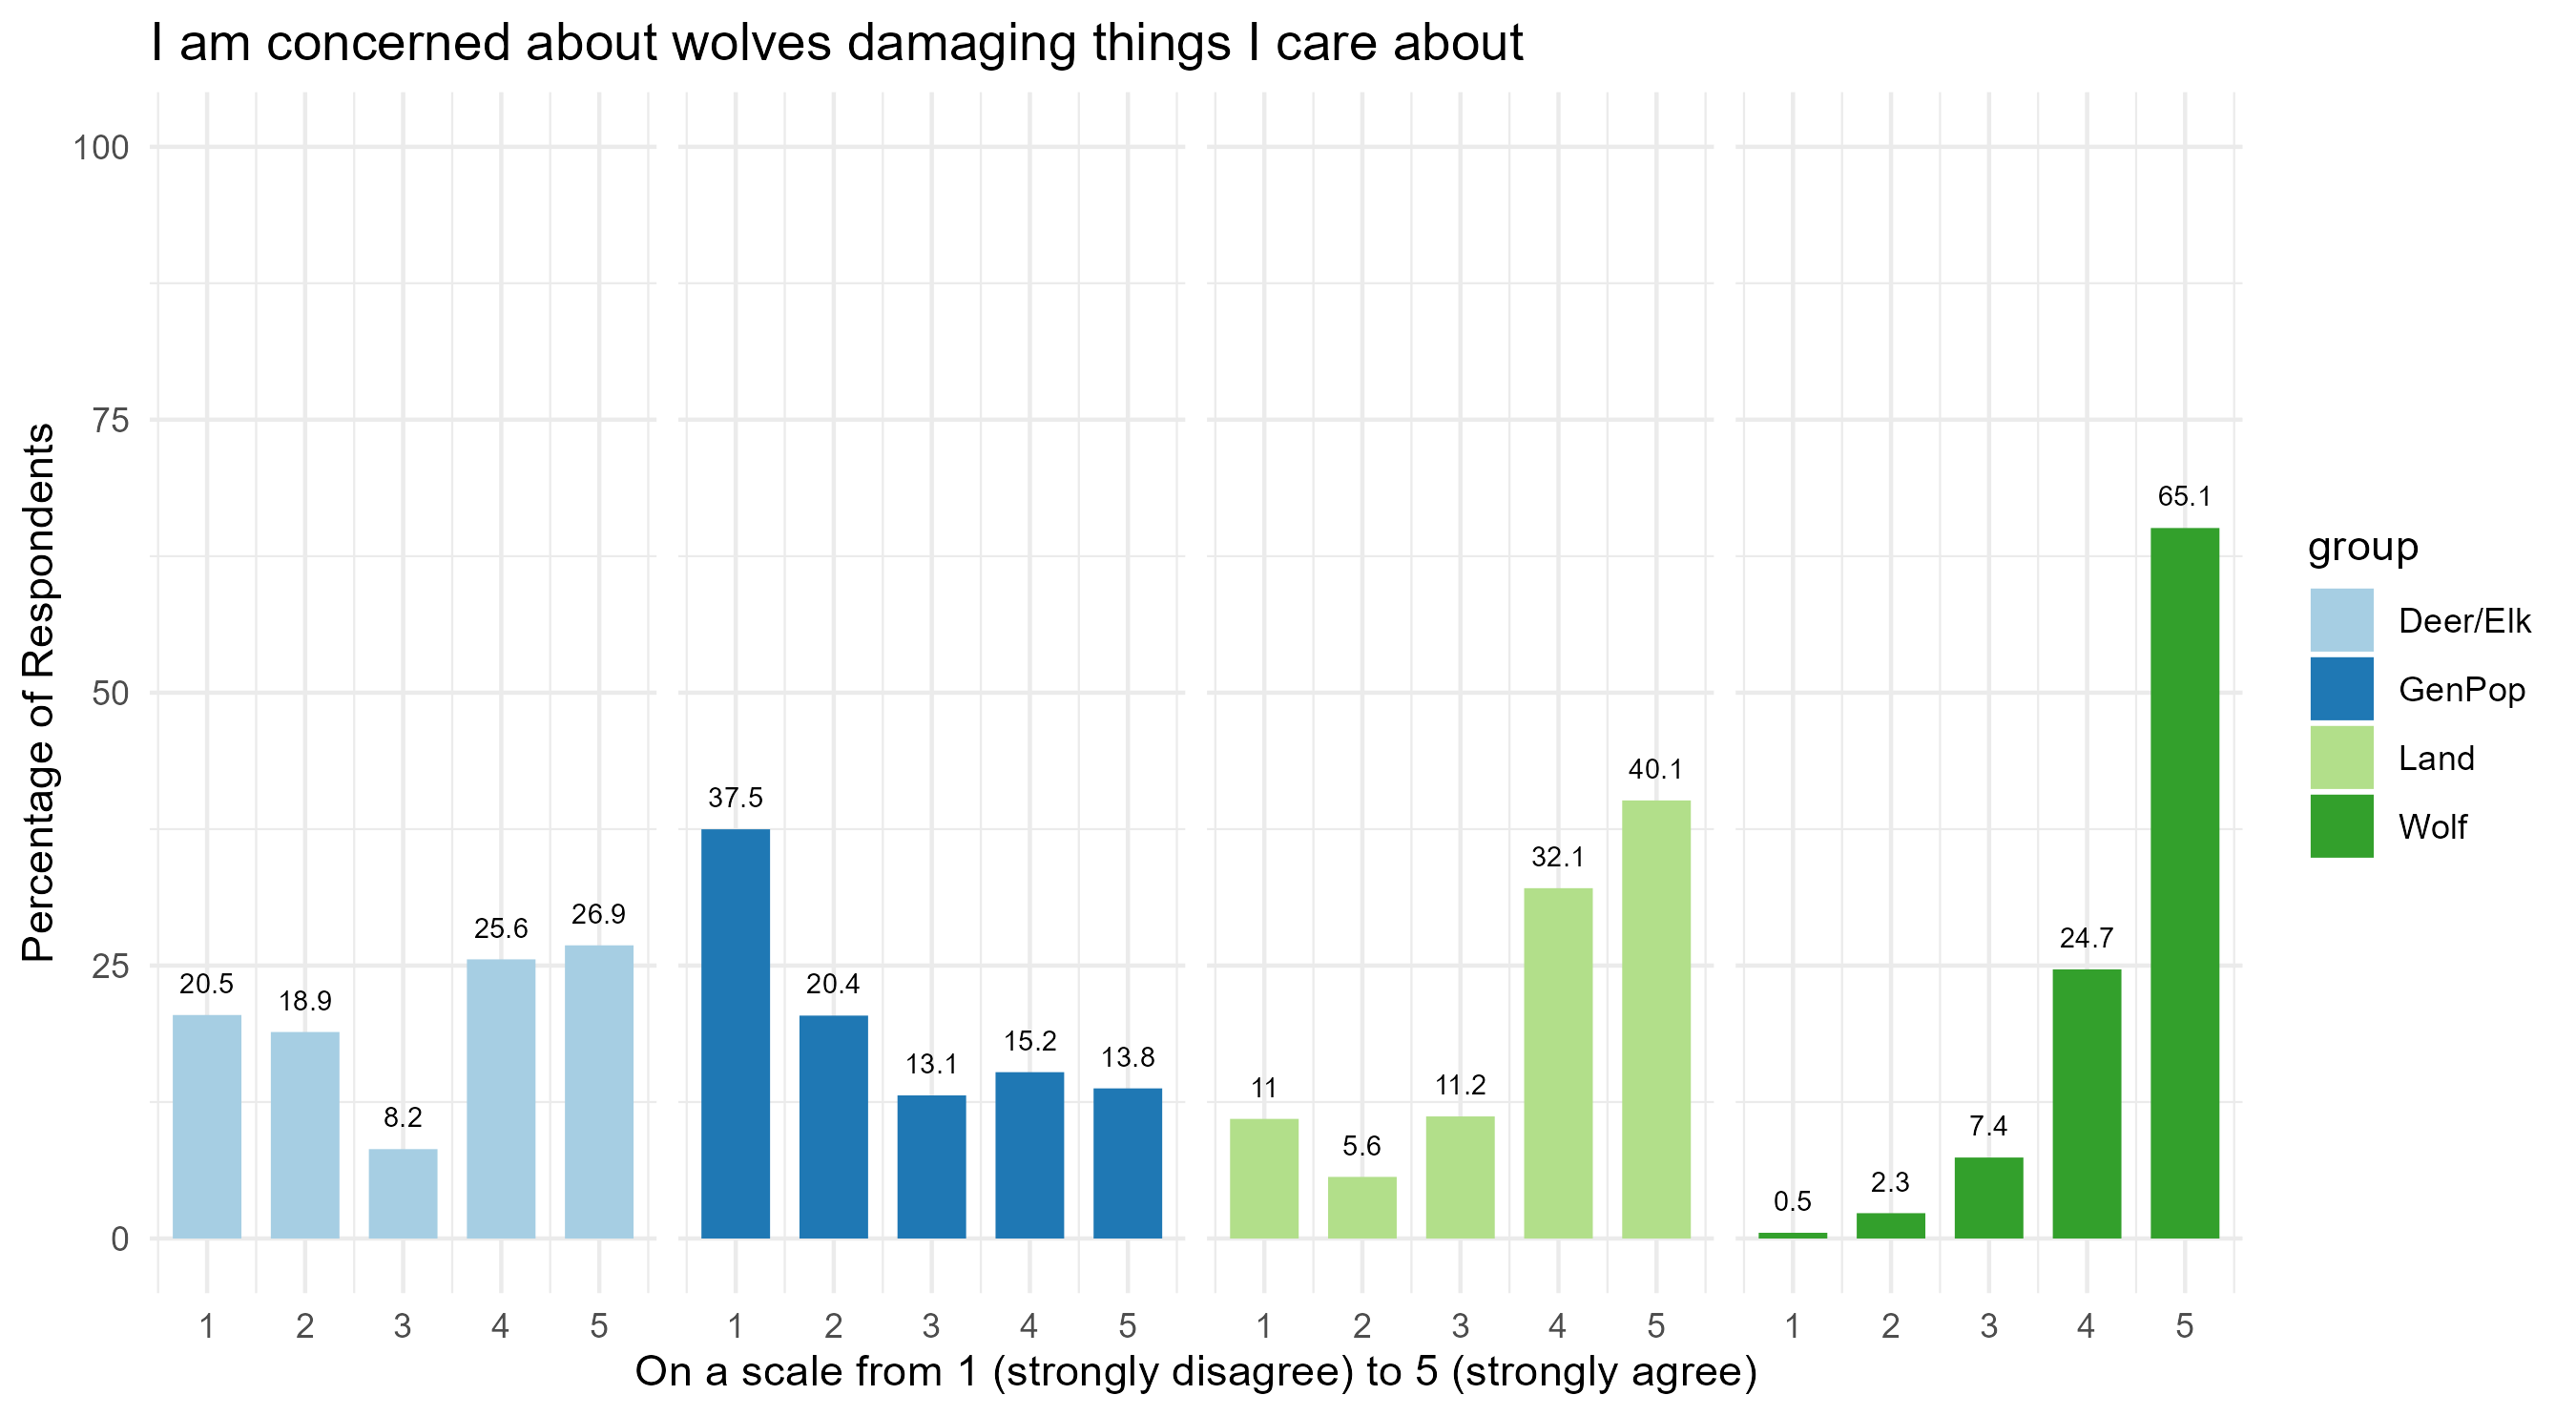 I am concerned about wolves damaging things I care about
Percentage of Respondents
100
75
50
25
0
20.5
18.9
8.2
25.6
26.9
37.5
20.4
13.1
15.2
13.8
11
5.6
11.2
32.1
40.1
0.5
2.3
7.4
24.7
65.1
1 2 3 4 5
1 2 3 4 5
1 2 3 4 5
1 2 3 4 5
On a scale from 1 (strongly disagree) to 5 (strongly agree)
group
Deer/Elk
GenPop
Land
Wolf